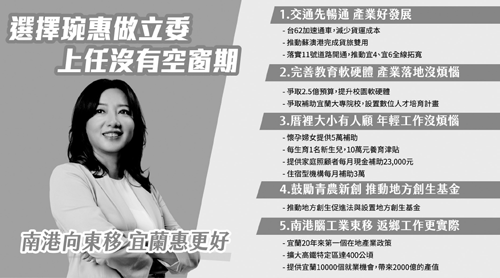 選擇琬惠做立委
上任沒有空窗期
南港向東移 宜蘭惠更好
1.交通先暢通 產業好發展
- 台62加速通車，減少貨運成本
- 推動蘇澳港完成貨旅雙用
- 落實11號道路開通，推動宜4、宜6全線拓寬
2.完善教育軟硬體 產業落地沒煩惱
- 爭取2.5億預算，提升校園軟硬體
- 爭取補助宜蘭大專院校，設置數位人才培育計畫
3.厝裡大小有人顧 年輕工作沒煩惱
- 懷孕婦女提供5萬補助
- 每生育1名新生兒，10萬元養育津貼
- 提供家庭照顧者每月現金補助23,000元
- 住宿型機構每月補助3萬
4.鼓勵青農新創 推動地方創生基金
- 推動地方創生促進法與設置地方創生基金
5.南港腦工業東移 返鄉工作更實際
- 宜蘭20年來第一個在地產業政策
- 擴大高鐵特定區達400公頃
- 提供宜蘭10000個就業機會，帶來2000億的產值